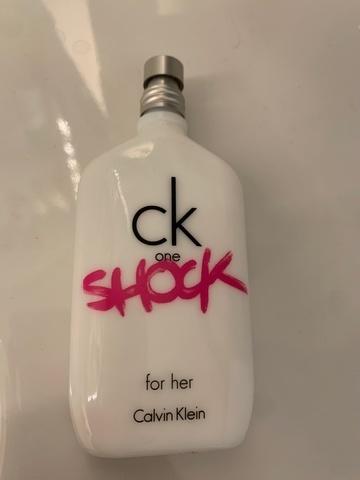 ck
one
SHOCK
for her
Calvin Klein